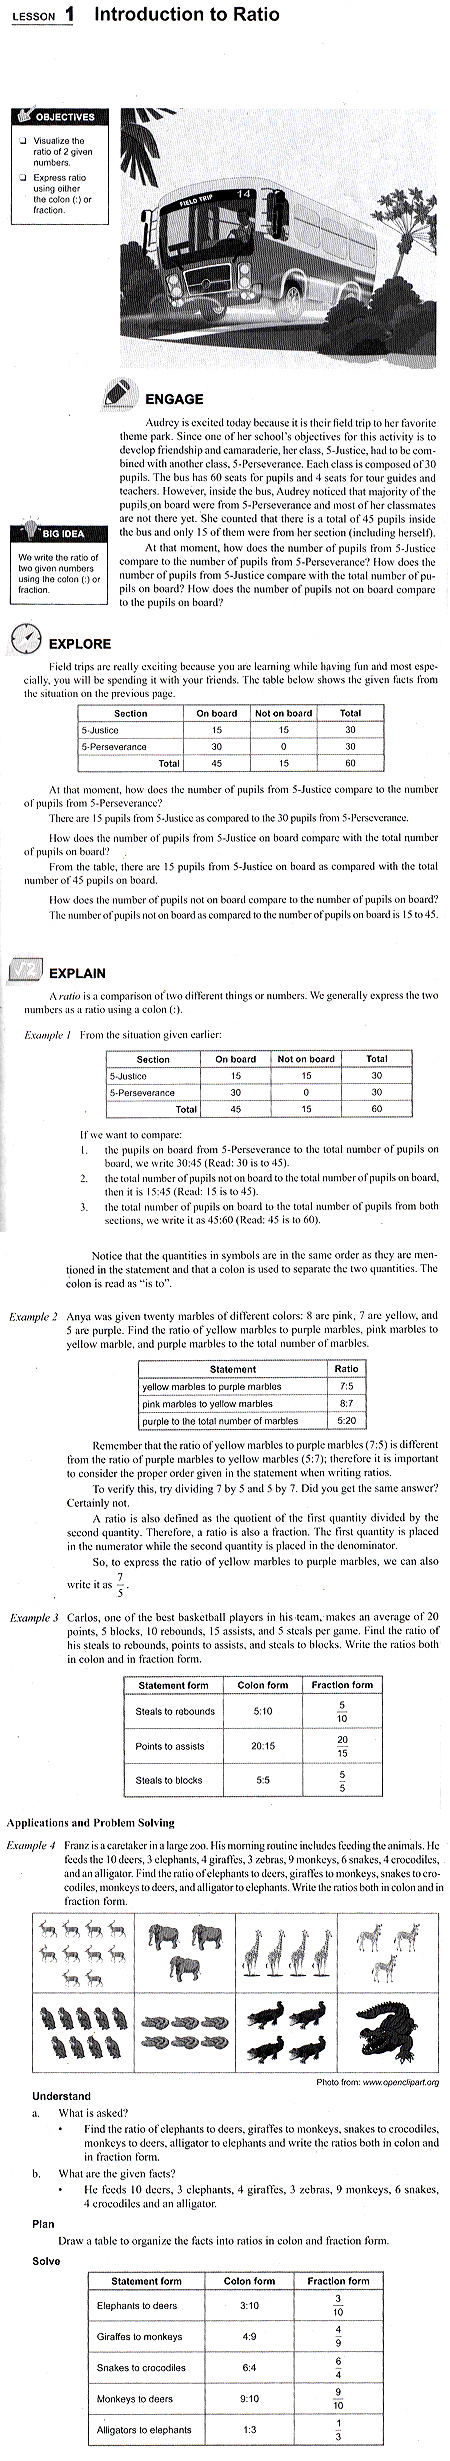 LESSON 1 Introduction to Ratio
OBJECTIVES
❑ Visualize the
ratio of 2 given
numbers.
❑ Express ratio
using either
the colon (:) or
fraction.
FIELD TRIP 14
ENGAGE
Audrey is excited today because it is their field trip to her favorite
theme park. Since one of her school's objectives for this activity is to
develop friendship and camaraderie, her class, 5-Justice, had to be com-
bined with another class, 5-Perseverance. Each class is composed of 30
pupils. The bus has 60 seats for pupils and 4 seats for tour guides and
teachers. However, inside the bus, Audrey noticed that majority of the
pupils on board were from 5-Perseverance and most of her classmates
are not there yet. She counted that there is a total of 45 pupils inside
the bus and only 15 of them were from her section (including herself).
BIG IDEA
We write the ratio of
two given numbers
using the colon (:) or
fraction.
At that moment, how does the number of pupils from 5-Justice
compare to the number of pupils from 5-Perseverance? How does the
number of pupils from 5-Justice compare with the total number of pu-
pils on board? How does the number of pupils not on board compare
to the pupils on board?
EXPLORE
Field trips are really exciting because you are learning while having fun and most espe-
cially, you will be spending it with your friends. The table below shows the given facts from
the situation on the previous page.
Section On board Not on board Total
5-Justice 15 15 30
5-Perseverance 30 0 30
Total 45 15 60
At that moment, how does the number of pupils from 5-Justice compare to the number
of pupils from 5-Perseverance?
There are 15 pupils from 5-Justice as compared to the 30 pupils from 5-Perseverance.
How does the number of pupils from 5-Justice on board compare with the total number
of pupils on board?
From the table, there are 15 pupils from 5-Justice on board as compared with the total
number of 45 pupils on board.
How does the number of pupils not on board compare to the number of pupils on board?
The number of pupils not on board as compared to the number of pupils on board is 15 to 45.
√2 EXPLAIN
A ratio is a comparison of two different things or numbers. We generally express the two
numbers as a ratio using a colon (:).
Example 1 From the situation given earlier:
Section On board Not on board Total
5-Justice 15 15 30
5-Perseverance 30 0 30
Total 45 15 60
If we want to compare:
1. the pupils on board from 5-Perseverance to the total number of pupils on
board, we write 30:45 (Read: 30 is to 45).
2. the total number of pupils not on board to the total number of pupils on board,
then it is 15:45 (Read: 15 is to 45).
3. the total number of pupils on board to the total number of pupils from both
sections, we write it as 45:60 (Read: 45 is to 60).
Notice that the quantities in symbols are in the same order as they are men-
tioned in the statement and that a colon is used to separate the two quantities. The
colon is read as "is to".
Example 2 Anya was given twenty marbles of different colors: 8 are pink, 7 are yellow, and
5 are purple. Find the ratio of yellow marbles to purple marbles, pink marbles to
yellow marble, and purple marbles to the total number of marbles.
Statement Ratio
yellow marbles to purple marbles 7:5
pink marbles to yellow marbles 8:7
purple to the total number of marbles 5:20
Remember that the ratio of yellow marbles to purple marbles (7:5) is different
from the ratio of purple marbles to yellow marbles (5:7); therefore it is important
to consider the proper order given in the statement when writing ratios.
To verify this, try dividing 7 by 5 and 5 by 7. Did you get the same answer?
Certainly not.
A ratio is also defined as the quotient of the first quantity divided by the
second quantity. Therefore, a ratio is also a fraction. The first quantity is placed
in the numerator while the second quantity is placed in the denominator.
So, to express the ratio of yellow marbles to purple marbles, we can also
write it as 7/5.
Example 3 Carlos, one of the best basketball players in his team, makes an average of 20
points, 5 blocks, 10 rebounds, 15 assists, and 5 steals per game. Find the ratio of
his steals to rebounds, points to assists, and steals to blocks. Write the ratios both
in colon and in fraction form.
Statement form Colon form Fraction form
Steals to rebounds 5:10 5/10
Points to assists 20:15 20/15
Steals to blocks 5:5 5/5
Applications and Problem Solving
Example 4 Franz is a caretaker in a large zoo. His morning routine includes feeding the animals. He
feeds the 10 deers, 3 elephants, 4 giraffes, 3 zebras, 9 monkeys, 6 snakes, 4 crocodiles,
and an alligator. Find the ratio of elephants to deers, giraffes to monkeys, snakes to cro-
codiles, monkeys to deers, and alligator to elephants. Write the ratios both in colon and in
fraction form.
Photo from: www.openclipart.org
Understand
a. What is asked?
• Find the ratio of elephants to deers, giraffes to monkeys, snakes to crocodiles,
monkeys to deers, alligator to elephants and write the ratios both in colon and
in fraction form.
b. What are the given facts?
• He feeds 10 deers, 3 elephants, 4 giraffes, 3 zebras, 9 monkeys, 6 snakes,
4 crocodiles and an alligator.
Plan
Draw a table to organize the facts into ratios in colon and fraction form.
Solve
Statement form Colon form Fraction form
Elephants to deers 3:10 3/10
Giraffes to monkeys 4:9 4/9
Snakes to crocodiles 6:4 6/4
Monkeys to deers 9:10 9/10
Alligators to elephants 1:3 1/3